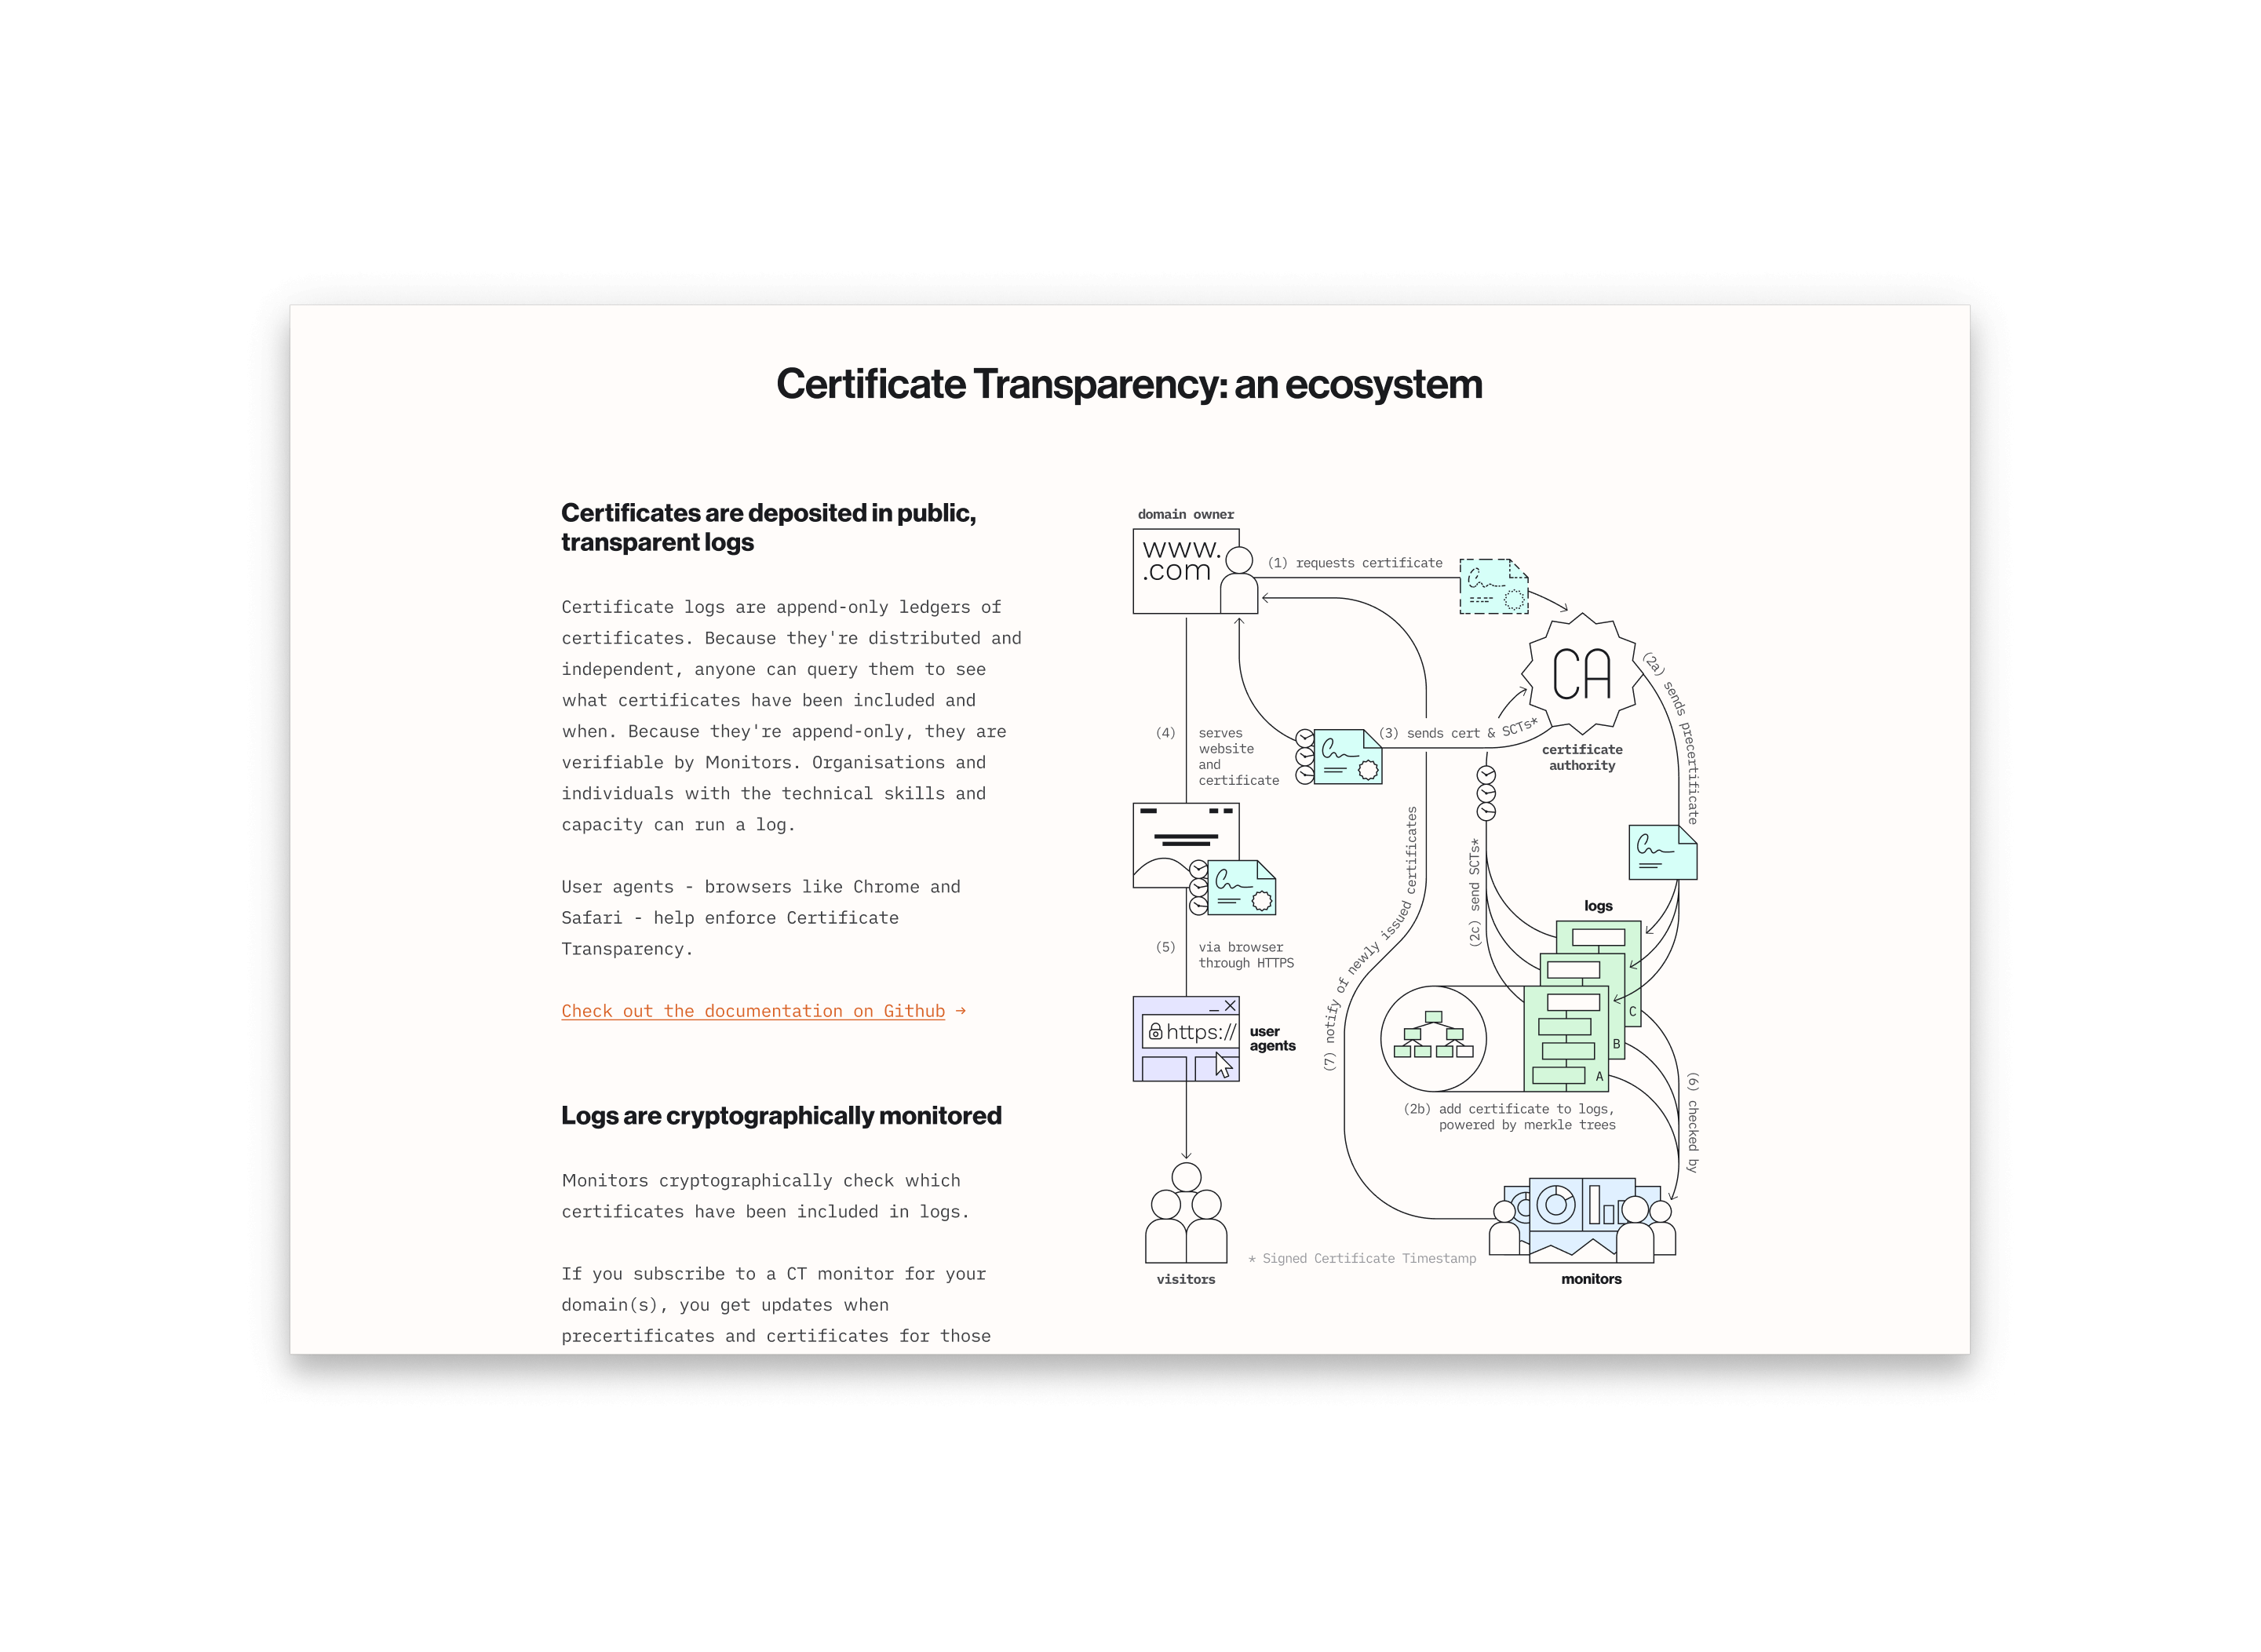 Certificate Transparency: an ecosystem
Certificates are deposited in public,
transparent logs
Certificate logs are append-only ledgers of
certificates. Because they're distributed and
independent, anyone can query them to see
what certificates have been included and
when. Because they're append-only, they are
verifiable by Monitors. Organisations and
individuals with the technical skills and
capacity can run a log.
User agents - browsers like Chrome and
Safari - help enforce Certificate
Transparency.
Check out the documentation on Github →
Logs are cryptographically monitored
Monitors cryptographically check which
certificates have been included in logs.
If you subscribe to a CT monitor for your
domain(s), you get updates when
precertificates and certificates for those
domain owner
www.
.com
(1) requests certificate
CA
certificate
authority
(2a) sends precertificate
(3) sends cert & SCTs*
(4) serves
website
and
certificate
(2c) send SCTs*
(7) notify of newly issued certificates
logs
C
B
A
(5) via browser
through HTTPS
https://
user
agents
(2b) add certificate to logs,
powered by merkle trees
(6) checked by
visitors
* Signed Certificate Timestamp
monitors